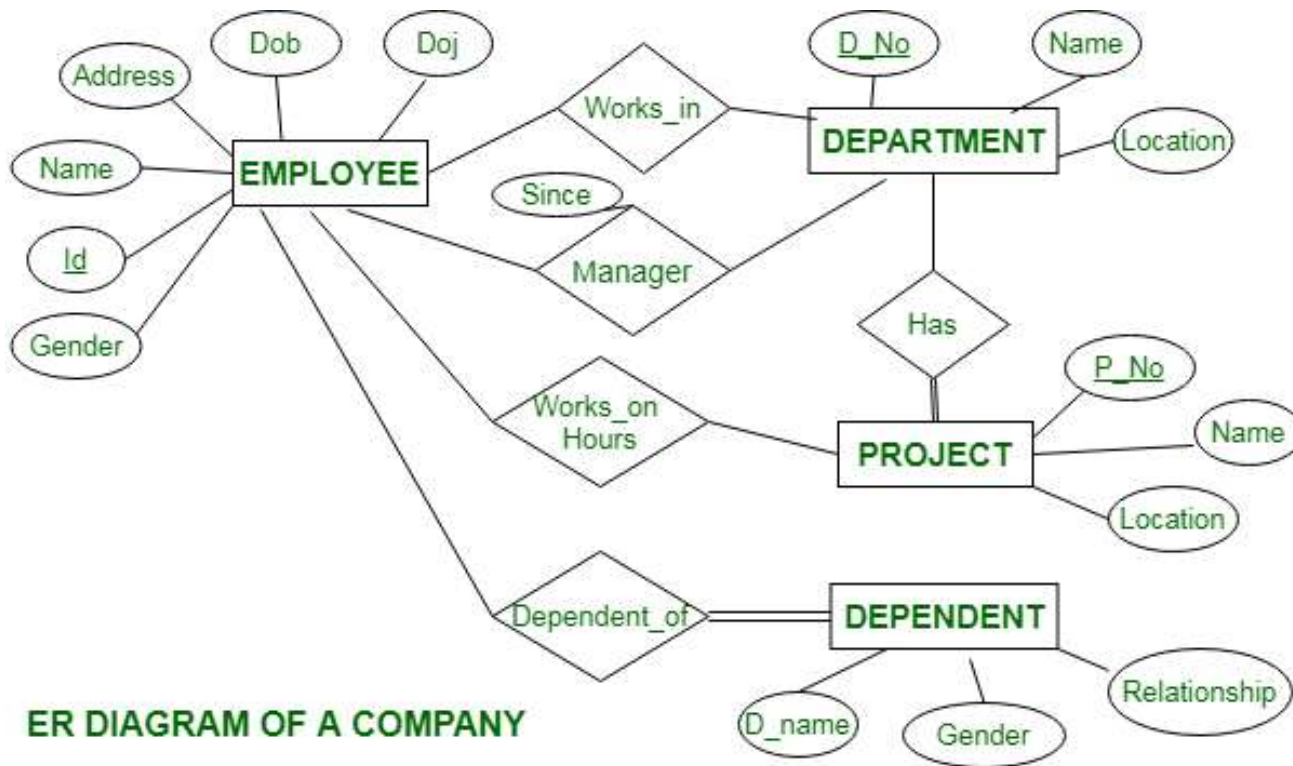 Dob
Doj
D_No
Name
Address
Works_in
DEPARTMENT
Location
EMPLOYEE
Name
Since
Id
Manager
Gender
Has
P_No
Works_on
Hours
Name
PROJECT
Location
Dependent_of
DEPENDENT
Relationship
D_name
Gender
ER DIAGRAM OF A COMPANY